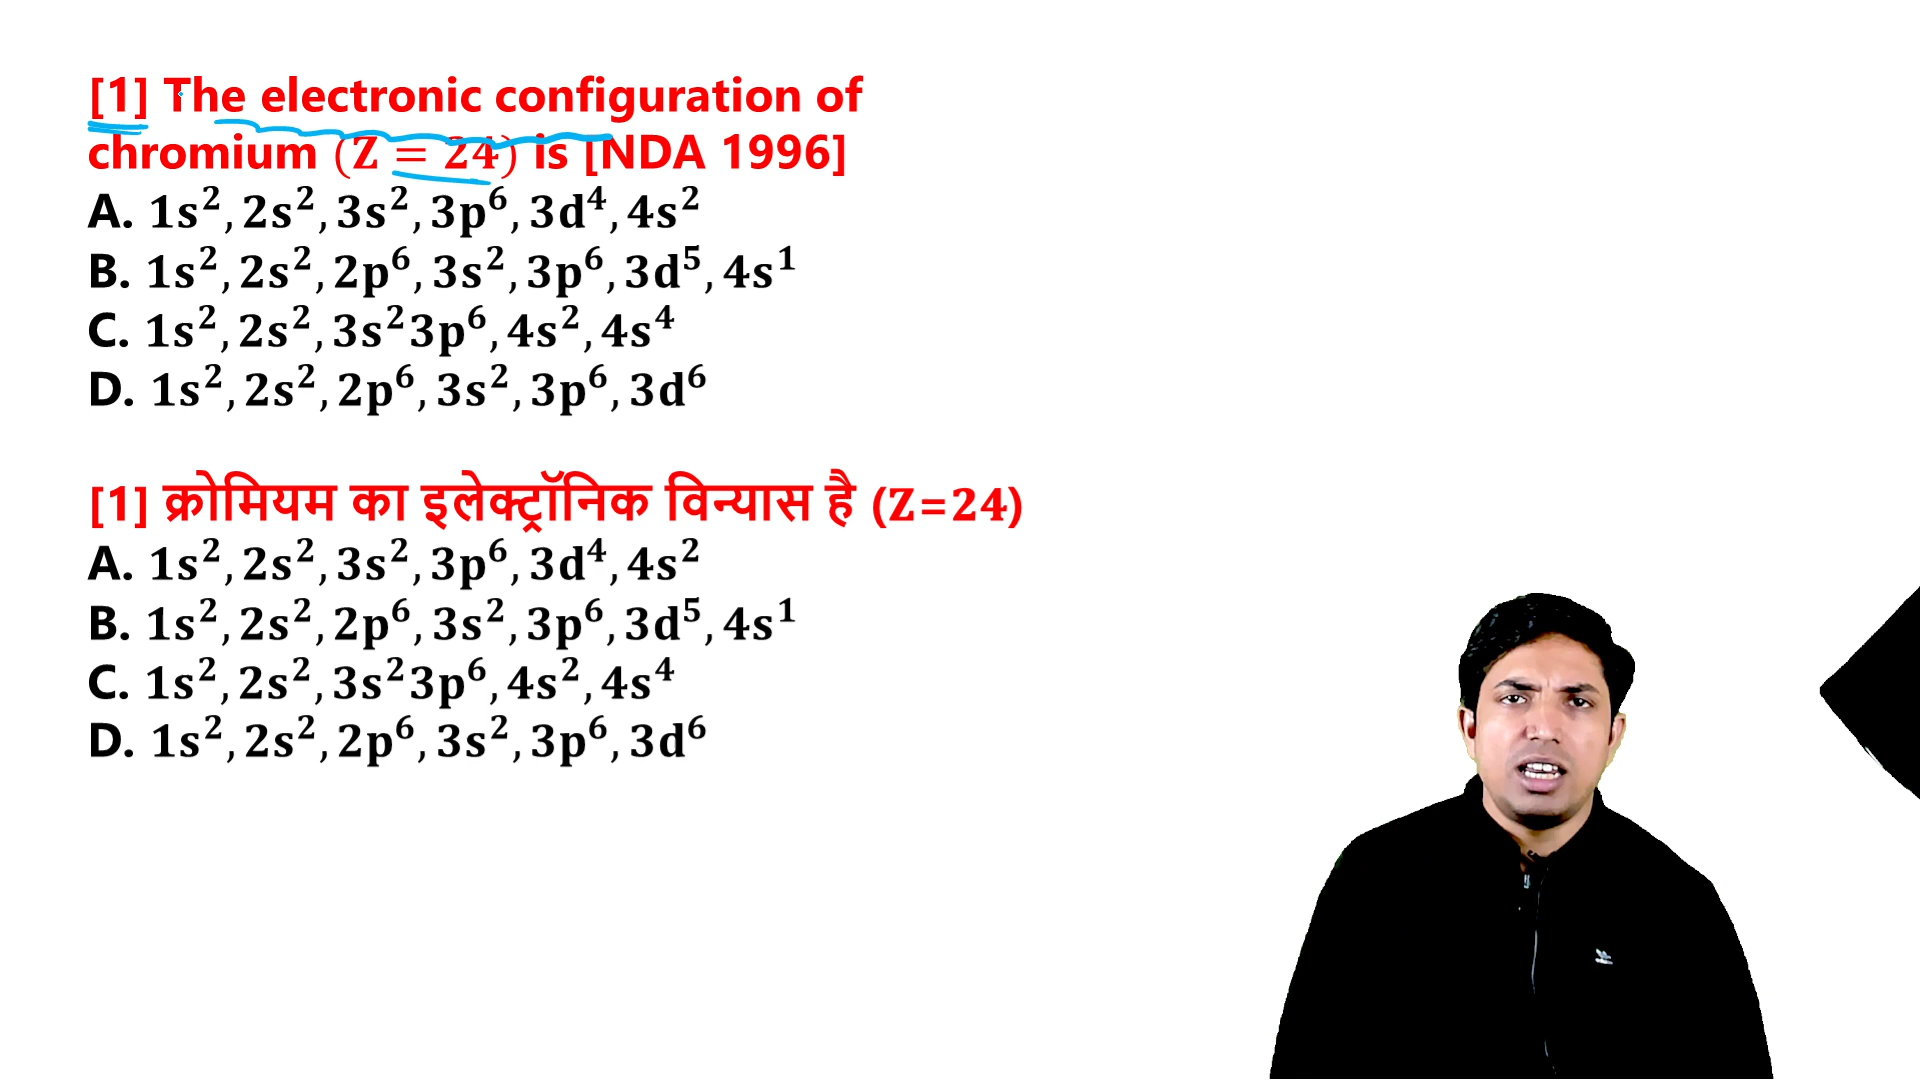 [1] The electronic configuration of
chromium (Z = 24) is [NDA 1996]
A. 1s², 2s², 3s², 3p⁶, 3d⁴, 4s²
B. 1s², 2s², 2p⁶, 3s², 3p⁶, 3d⁵, 4s¹
C. 1s², 2s², 3s²3p⁶, 4s², 4s⁴
D. 1s², 2s², 2p⁶, 3s², 3p⁶, 3d⁶
[1] क्रोमियम का इलेक्ट्रॉनिक विन्यास है (Z=24)
A. 1s², 2s², 3s², 3p⁶, 3d⁴, 4s²
B. 1s², 2s², 2p⁶, 3s², 3p⁶, 3d⁵, 4s¹
C. 1s², 2s², 3s²3p⁶, 4s², 4s⁴
D. 1s², 2s², 2p⁶, 3s², 3p⁶, 3d⁶